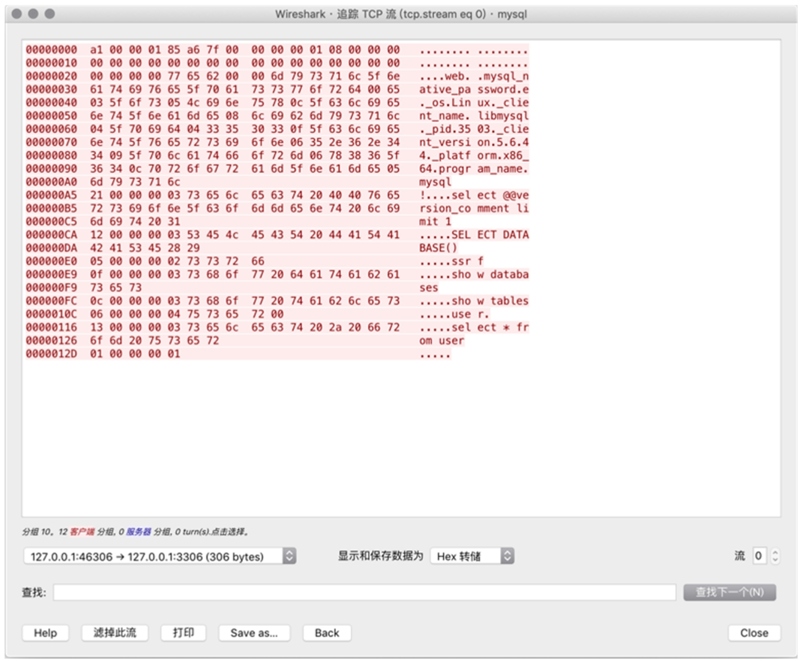 Wireshark · 追踪 TCP 流 (tcp.stream eq 0) · mysql
00000000 a1 00 00 01 85 a6 7f 00 00 00 00 01 08 00 00 00 ........ ........
00000010 00 00 00 00 00 00 00 00 00 00 00 00 00 00 00 00 ........ ........
00000020 00 00 00 00 77 65 62 00 00 6d 79 73 71 6c 5f 6e ....web. .mysql_n
00000030 61 74 69 76 65 5f 70 61 73 73 77 6f 72 64 00 65 ative_pa ssword.e
00000040 03 5f 6f 73 05 4c 69 6e 75 78 0c 5f 63 6c 69 65 ._os.Lin ux._clie
00000050 6e 74 5f 6e 61 6d 65 08 6c 69 62 6d 79 73 71 6c nt_name. libmysql
00000060 04 5f 70 69 64 04 33 35 30 33 0f 5f 63 6c 69 65 ._pid.35 03._clie
00000070 6e 74 5f 76 65 72 73 69 6f 6e 06 35 2e 36 2e 34 nt_versi on.5.6.4
00000080 34 09 5f 70 6c 61 74 66 6f 72 6d 06 78 38 36 5f 4._platf orm.x86_
00000090 36 34 0c 70 72 6f 67 72 61 6d 5f 6e 61 6d 65 05 64.progr am_name.
000000A0 6d 79 73 71 6c mysql
000000A5 21 00 00 00 03 73 65 6c 65 63 74 20 40 40 76 65 !....sel ect @@ve
000000B5 72 73 69 6f 6e 5f 63 6f 6d 6d 65 6e 74 20 6c 69 rsion_co mment li
000000C5 6d 69 74 20 31 mit 1
000000CA 12 00 00 00 03 53 45 4c 45 43 54 20 44 41 54 41 .....SEL ECT DATA
000000DA 42 41 53 45 28 29 BASE()
000000E0 05 00 00 00 02 73 73 72 66 .....ssr f
000000E9 0f 00 00 00 03 73 68 6f 77 20 64 61 74 61 62 61 .....sho w databa
000000F9 73 65 73 ses
000000FC 0c 00 00 00 03 73 68 6f 77 20 74 61 62 6c 65 73 .....sho w tables
0000010C 06 00 00 00 04 75 73 65 72 00 .....use r.
00000116 13 00 00 00 03 73 65 6c 65 63 74 20 2a 20 66 72 .....sel ect * fr
00000126 6f 6d 20 75 73 65 72 om user
0000012D 01 00 00 00 01 .....
分组 10。12 客户端 分组, 0 服务器 分组, 0 turn(s).点击选择。
127.0.0.1:46306 → 127.0.0.1:3306 (306 bytes) 显示和保存数据为 Hex 转储 流 0
查找: 查找下一个(N)
Help 滤掉此流 打印 Save as... Back Close